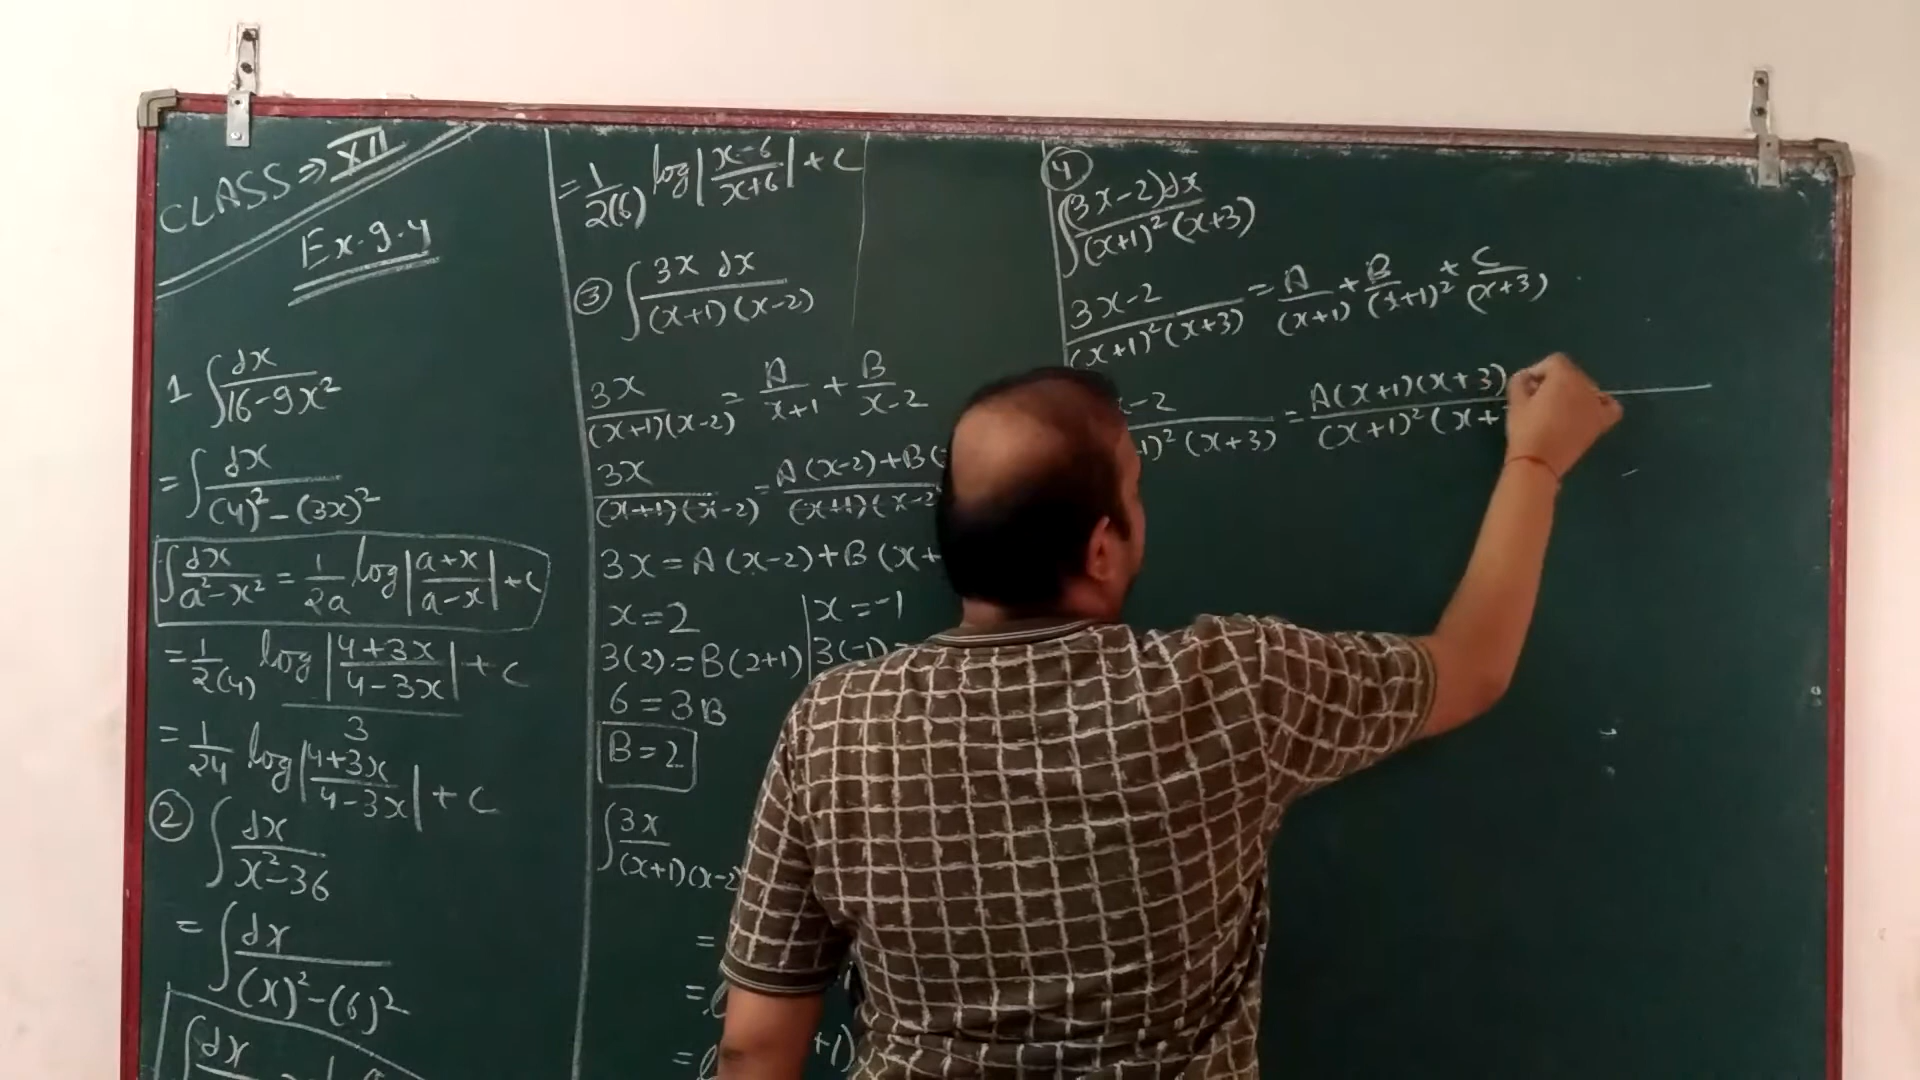 CLASS ⇒ XII
Ex. 9.4
1 ∫ dx / 16-9x²
= ∫ dx / (4)² - (3x)²
∫ dx / a²-x² = 1/2a log |a+x / a-x| + c
= 1/2(4) log |4+3x / 4-3x| / 3 + c
= 1/24 log |4+3x / 4-3x| + c
② ∫ dx / x²-36
= ∫ dx / (x)² - (6)²
∫ dx
= 1/2(6) log |x-6 / x+6| + c
③ ∫ 3x dx / (x+1)(x-2)
3x / (x+1)(x-2) = A / x+1 + B / x-2
3x / (x+1)(x-2) = A(x-2)+B( / (x+1)(x-2
3x = A(x-2)+B(x+
x=2
3(2)=B(2+1)
6=3B
B=2
x=-1
3(-1)=
∫ 3x / (x+1)(x-2)
=
=
= +1)
④
∫ (3x-2)dx / (x+1)²(x+3)
3x-2 / (x+1)²(x+3) = A / (x+1) + B / (x+1)² + C / (x+3)
x-2 / 1)²(x+3) = A(x+1)(x+3) / (x+1)²(x+